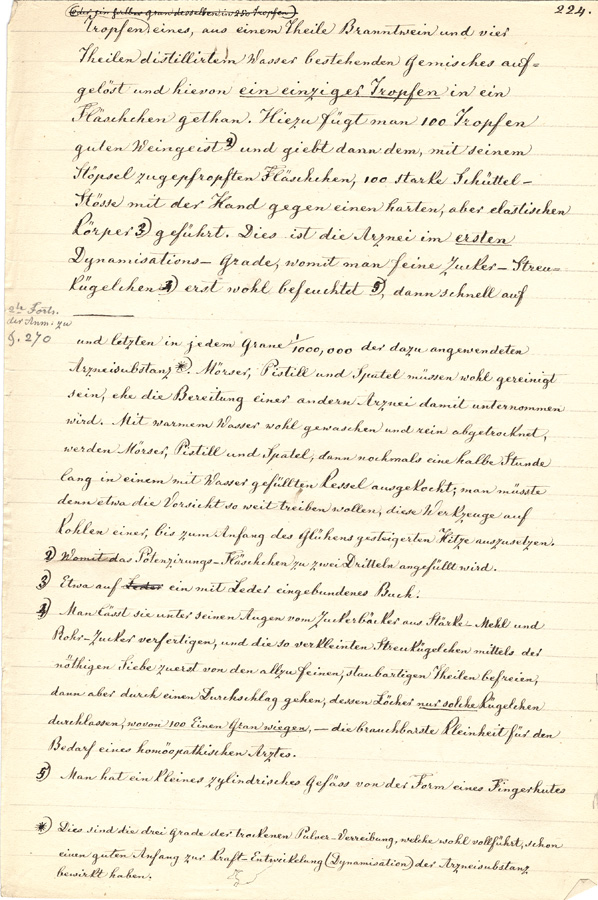 224.
(oder ein halber Gran desselben in 250 Tropfen)
Tropfen) eines, aus einem Theile Branntwein und vier
Theilen distillirtem Wasser bestehenden Gemisches auf=
gelöst und hievon ein einziger Tropfen in ein
Fläschchen gethan. Hiezu fügt man 100 Tropfen
guten Weingeist 2) und giebt dann dem, mit seinem
Stöpsel zugepfropften Fläschchen, 100 starke Schüttel-
Stösse mit der Hand gegen einen harten, aber elastischen
Körper 3) geführt. Dies ist die Arznei im ersten
Dynamisations-Grade, womit man feine Zucker-Streu=
Kügelchen 4) erst wohl befeuchtet 5), dann schnell auf
2te Forts.
der Anm: zu
§. 270
und letzten in jedem Grane 1/1000,000 der dazu angewendeten
Arzneisubstanz *). Mörser, Pistill und Spatel müssen wohl gereinigt
sein, ehe die Bereitung einer andern Arznei damit unternommen
wird. Mit warmem Wasser wohl gewaschen und rein abgetrocknet,
werden Mörser, Pistill und Spatel, dann nochmals eine halbe Stunde
lang in einem mit Wasser gefüllten Kessel ausgekocht; man müsste
denn etwa die Vorsicht so weit treiben wollen, diese Werkzeuge auf
Kohlen einer, bis zum Anfang des Glühens gesteigerten Hitze auszusetzen.
2) Womit das Potenzirungs-Fläschchen zu zwei Dritteln angefüllt wird.
3) Etwa auf Leder ein mit Leder eingebundenes Buch.
4) Man lässt sie unter seinen Augen vom Zuckerbäcker aus Stärke-Mehl und
Rohr-Zucker verfertigen, und die so verkleinten Streukügelchen mittels der
nöthigen Siebe zuerst von den allzu feinen, staubartigen Theilen befreien,
dann aber durch einen Durchschlag gehen, dessen Löcher nur solche Kügelchen
durchlassen, wovon 100 Einen Gran wiegen, — die brauchbarste Kleinheit für den
Bedarf eines homöopathischen Arztes.
5) Man hat ein kleines zylindrisches Gefäss von der Form eines Fingerhutes
*) Dies sind die drei Grade der trockenen Pulver-Verreibung, welche wohl vollführt, schon
einen guten Anfang zur Kraft-Entwickelung (Dynamisation) der Arzneisubstanz
bewirkt haben.